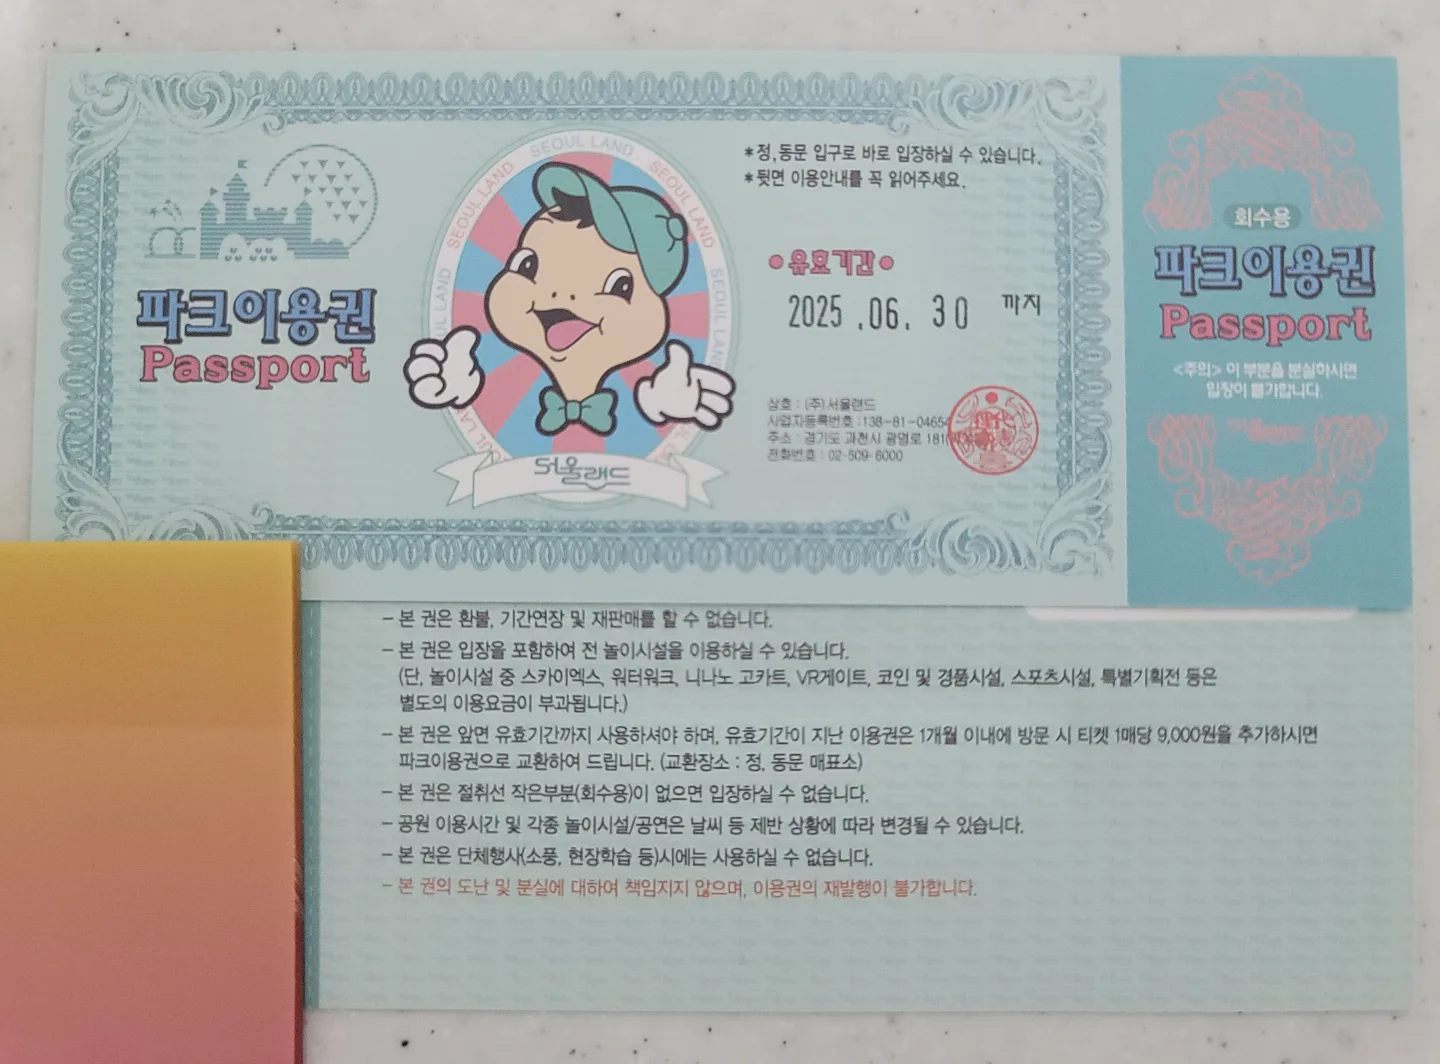 SEOUL LAND SEOUL LAND SEOUL LAND SEOUL LAND SEOUL LAND
파크이용권
Passport
서울랜드
*정,동문 입구로 바로 입장하실 수 있습니다.
*뒷면 이용안내를 꼭 읽어주세요.
●유효기간●
2025 .06. 30 까지
상호 : (주)서울랜드
사업자등록번호 :138-81-04654
주소 : 경기도 과천시 광명로 181
전화번호 : 02-509-6000
회수용
파크이용권
Passport
<주의> 이 부분을 분실하시면
입장이 불가합니다.
- 본 권은 환불, 기간연장 및 재판매를 할 수 없습니다.
- 본 권은 입장을 포함하여 전 놀이시설을 이용하실 수 있습니다.
(단, 놀이시설 중 스카이엑스, 워터워크, 니나노 고카트, VR게이트, 코인 및 경품시설, 스포츠시설, 특별기획전 등은
별도의 이용요금이 부과됩니다.)
- 본 권은 앞면 유효기간까지 사용하셔야 하며, 유효기간이 지난 이용권은 1개월 이내에 방문 시 티켓 1매당 9,000원을 추가하시면
파크이용권으로 교환하여 드립니다. (교환장소 : 정, 동문 매표소)
- 본 권은 절취선 작은부분(회수용)이 없으면 입장하실 수 없습니다.
- 공원 이용시간 및 각종 놀이시설/공연은 날씨 등 제반 상황에 따라 변경될 수 있습니다.
- 본 권은 단체행사(소풍, 현장학습 등)시에는 사용하실 수 없습니다.
- 본 권의 도난 및 분실에 대하여 책임지지 않으며, 이용권의 재발행이 불가합니다.